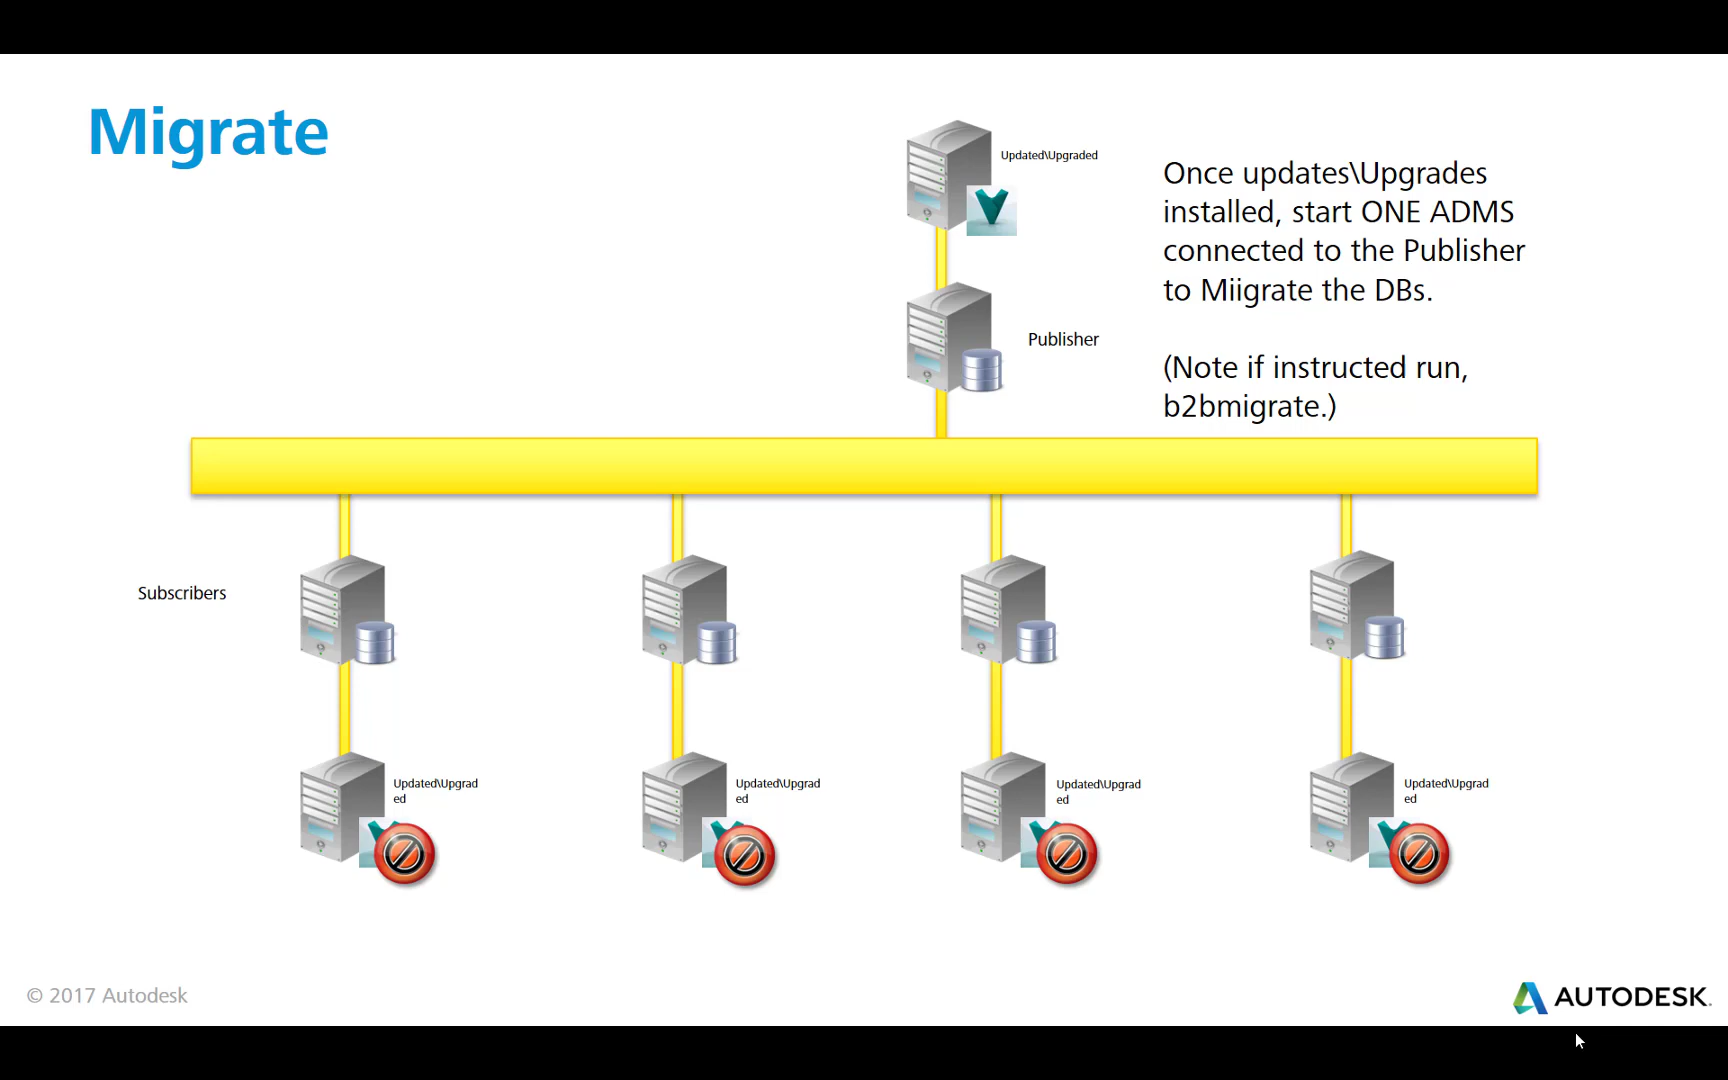 Migrate
Updated\Upgraded
Once updates\Upgrades
installed, start ONE ADMS
connected to the Publisher
to Miigrate the DBs.
(Note if instructed run,
b2bmigrate.)
Publisher
Subscribers
Updated\Upgrad
ed
Updated\Upgrad
ed
Updated\Upgrad
ed
Updated\Upgrad
ed
© 2017 Autodesk
AUTODESK.